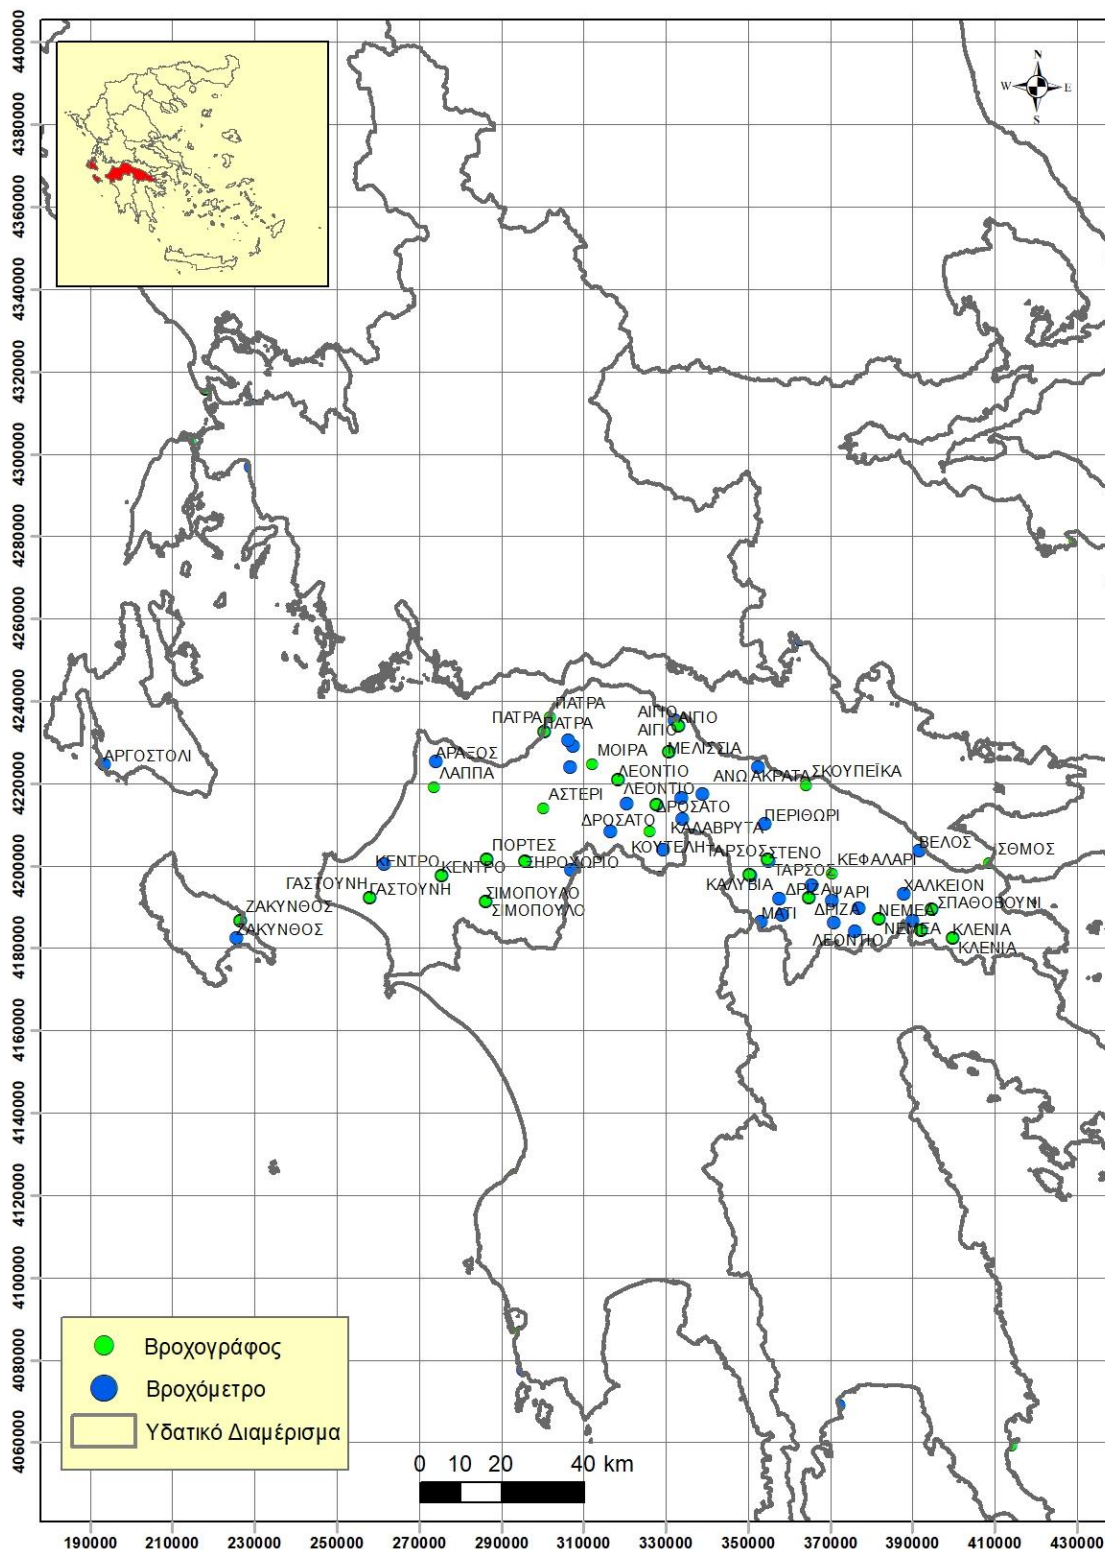 4400000
4380000
4360000
4340000
4320000
4300000
4280000
4260000
4240000
4220000
4200000
4180000
4160000
4140000
4120000
4100000
4080000
4060000
N
W E
S
ΠΑΤΡΑ
ΠΑΤΡΑ
ΠΑΤΡΑ
ΑΙΓΙΟ
ΑΙΓΙΟ
ΑΙΓΙΟ
ΑΡΓΟΣΤΟΛΙ
ΑΡΑΞΟΣ
ΛΑΠΠΑ
ΜΟΙΡΑ
ΜΕΛΙΣΣΙΑ
ΛΕΟΝΤΙΟ
ΛΕΟΝΤΙΟ
ΑΝΩ ΑΚΡΑΤΑ
ΣΚΟΥΠΕΪΚΑ
ΑΣΤΕΡΙ
ΔΡΟΣΑΤΟ
ΔΡΟΣΑΤΟ
ΚΑΛΑΒΡΥΤΑ
ΠΕΡΙΘΩΡΙ
ΠΟΡΤΕΣ
ΚΟΥΤΕΛΗ
ΤΑΡΣΟΣ
ΣΤΕΝΟ
ΚΕΦΑΛΑΡΙ
ΒΕΛΟΣ
ΣΘΜΟΣ
ΚΕΝΤΡΟ
ΚΕΝΤΡΟ
ΞΗΡΟΧΩΡΙΟ
ΤΑΡΣΟΣ
ΓΑΣΤΟΥΝΗ
ΓΑΣΤΟΥΝΗ
ΣΙΜΟΠΟΥΛΟ
ΣΙΜΟΠΟΥΛΟ
ΚΑΛΥΒΙΑ
ΔΡΙΖΑ
ΨΑΡΙ
ΧΑΛΚΕΙΟΝ
ΣΠΑΘΟΒΟΥΝΙ
ΖΑΚΥΝΘΟΣ
ΖΑΚΥΝΘΟΣ
ΜΑΤΙ
ΔΡΙΖΑ
ΝΕΜΕΑ
ΝΕΜΕΑ
ΛΕΟΝΤΙΟ
ΚΛΕΝΙΑ
ΚΛΕΝΙΑ
Βροχογράφος
Βροχόμετρο
Υδατικό Διαμέρισμα
0 10 20 40 km
190000 210000 230000 250000 270000 290000 310000 330000 350000 370000 390000 410000 430000